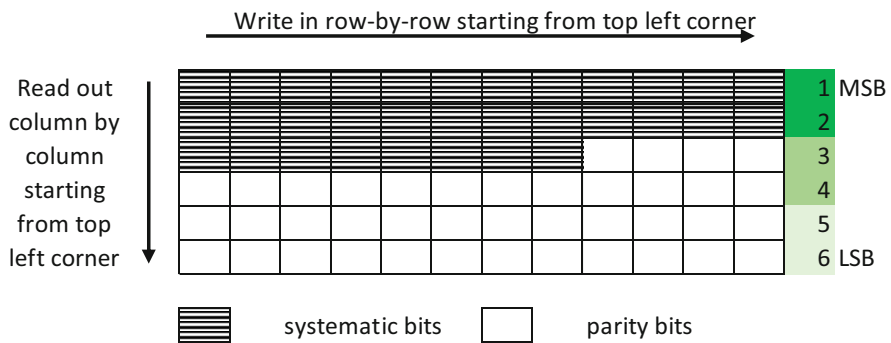 Write in row-by-row starting from top left corner
Read out
column by
column
starting
from top
left corner
1 MSB
2
3
4
5
6 LSB
systematic bits
parity bits